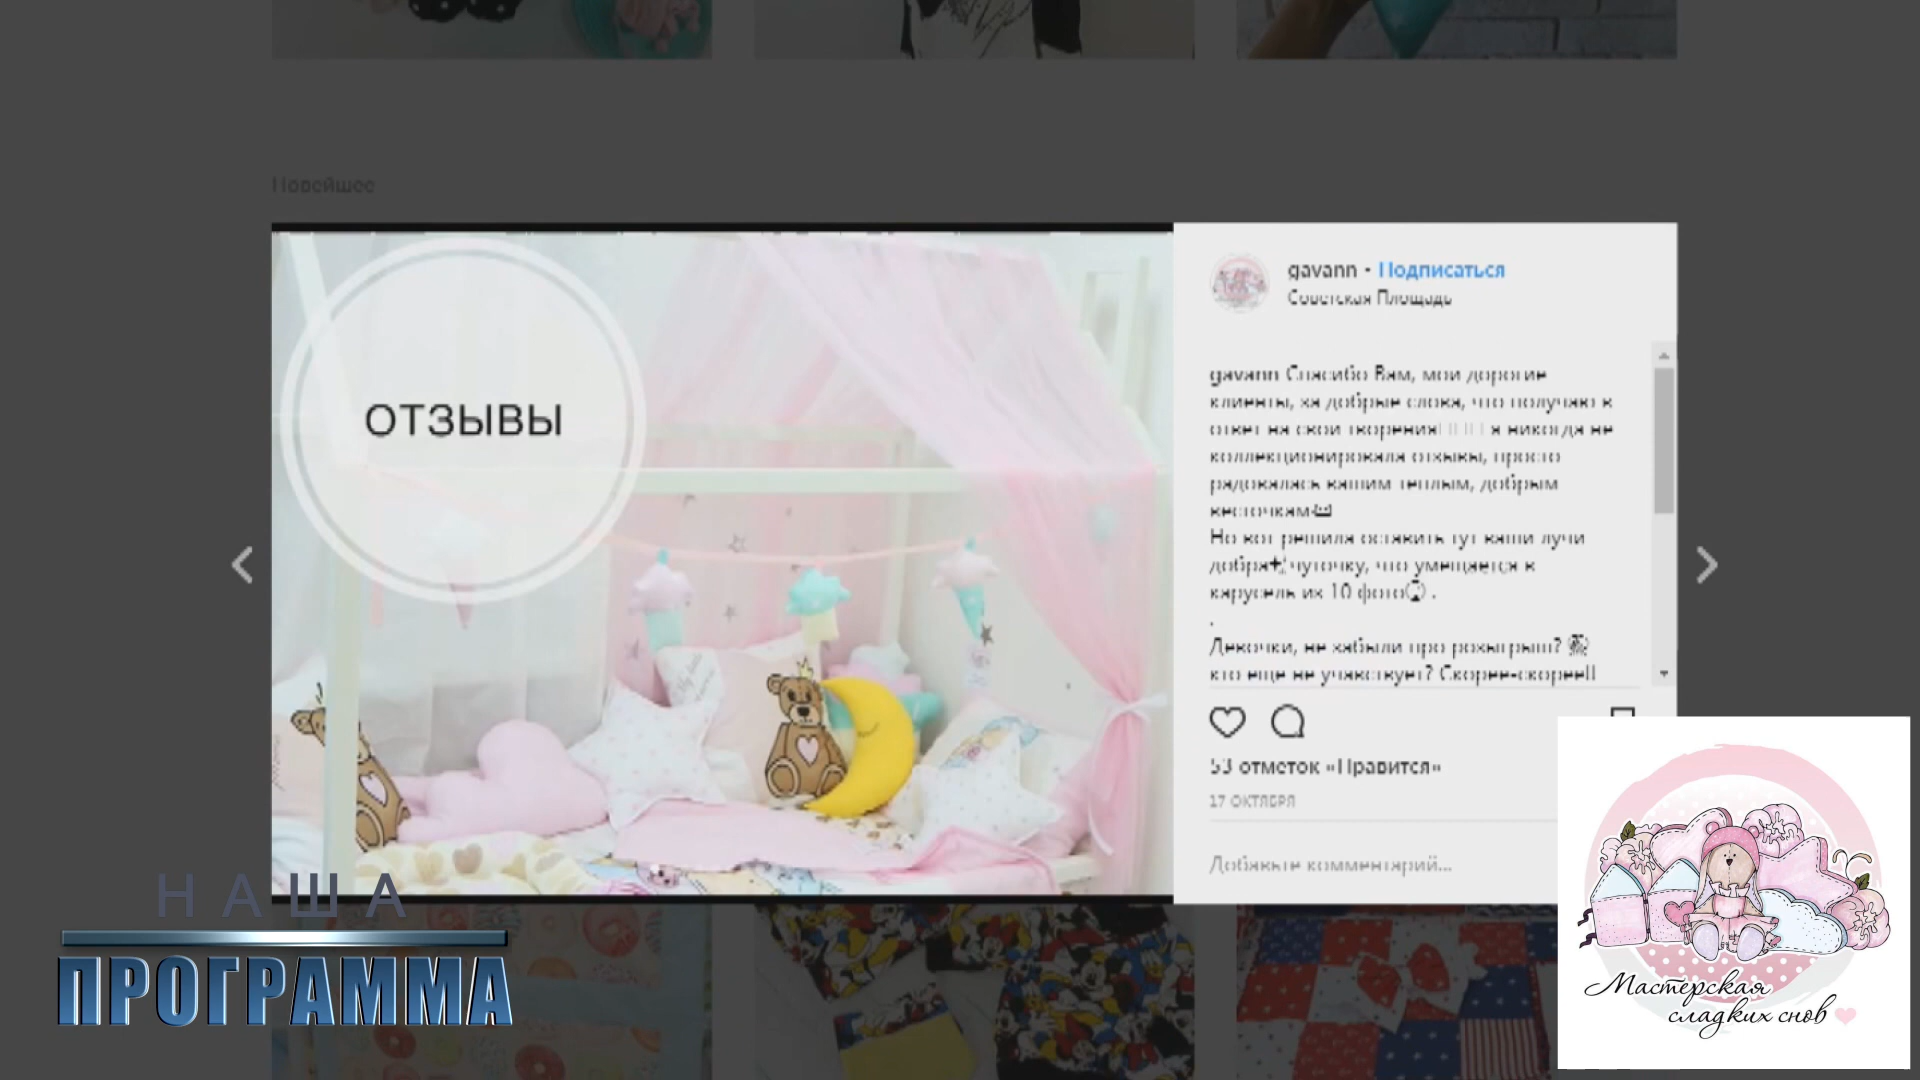 Новейшее
ОТЗЫВЫ
gavann • Подписаться
Советская Площадь
gavann Спасибо Вам, мои дорогие
клиенты, за добрые слова, что получаю в
ответ на свои творения я никогда не
коллекционировала отзывы, просто
радовалась вашим теплым, добрым
весточкам
Но вот решила оставить тут ваши лучи
добра чуточку, что умещается в
карусель их 10 фото .
.
Девочки, не забыли про розыгрыш?
кто еще не учавствует? Скорее-скорее!!
53 отметок «Нравится»
17 ОКТЯБРЯ
Добавьте комментарий...
НАША
ПРОГРАММА
Мастерская
сладких снов